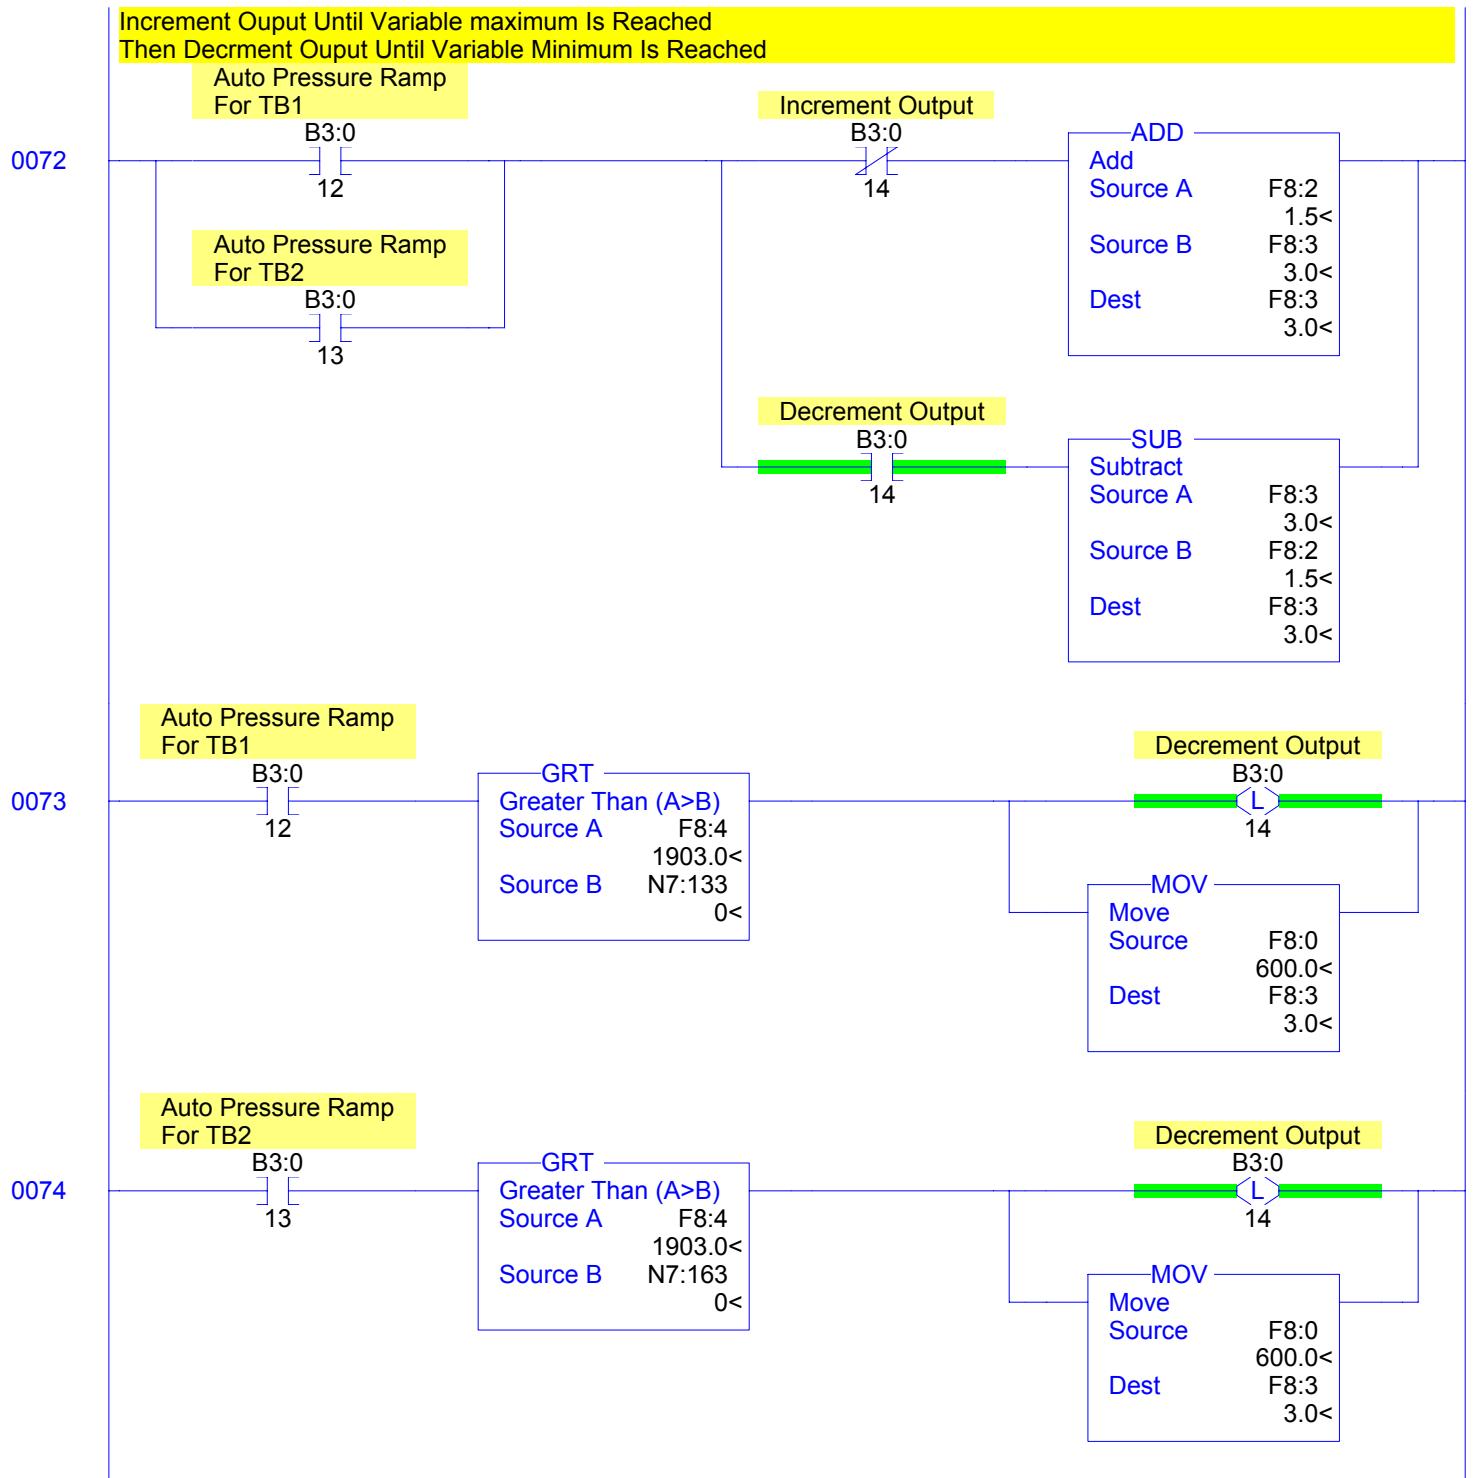 Increment Ouput Until Variable maximum Is Reached
Then Decrment Ouput Until Variable Minimum Is Reached
0072
Auto Pressure Ramp
For TB1
B3:0
12
Auto Pressure Ramp
For TB2
B3:0
13
Increment Output
B3:0
14
ADD
Add
Source A F8:2
1.5<
Source B F8:3
3.0<
Dest F8:3
3.0<
Decrement Output
B3:0
14
SUB
Subtract
Source A F8:3
3.0<
Source B F8:2
1.5<
Dest F8:3
3.0<
0073
Auto Pressure Ramp
For TB1
B3:0
12
GRT
Greater Than (A>B)
Source A F8:4
1903.0<
Source B N7:133
0<
Decrement Output
B3:0
L
14
MOV
Move
Source F8:0
600.0<
Dest F8:3
3.0<
0074
Auto Pressure Ramp
For TB2
B3:0
13
GRT
Greater Than (A>B)
Source A F8:4
1903.0<
Source B N7:163
0<
Decrement Output
B3:0
L
14
MOV
Move
Source F8:0
600.0<
Dest F8:3
3.0<